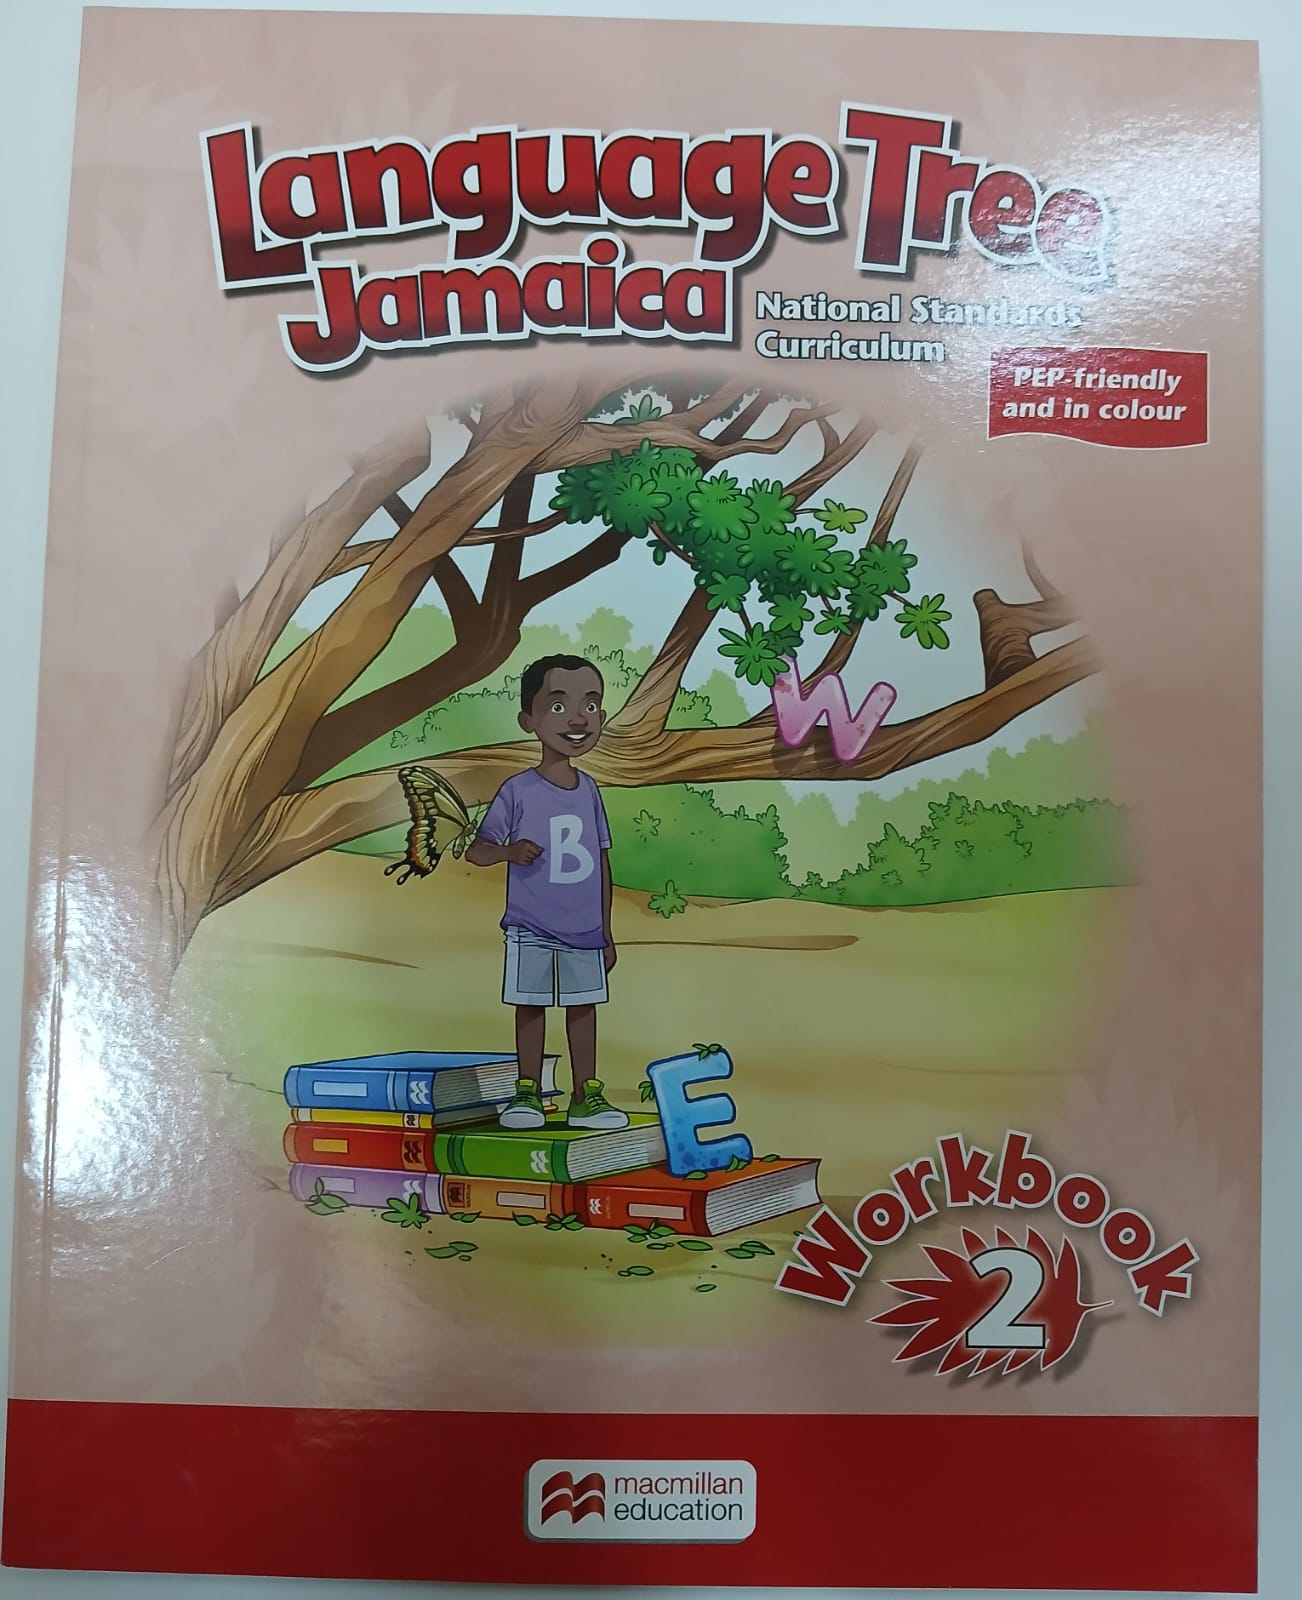 Language Tree
Jamaica
National Standards
Curriculum
PEP-friendly
and in colour
W
B
E
Workbook
2
macmillan
education